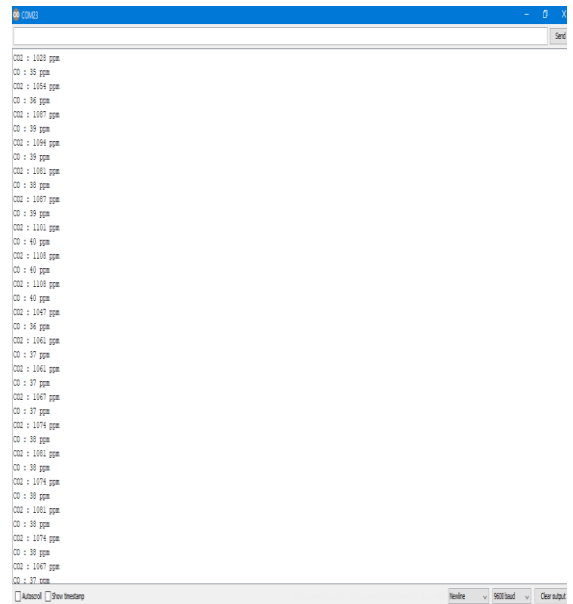 COM23
Send
CO2 : 1028 ppm
CO : 35 ppm
CO2 : 1054 ppm
CO : 36 ppm
CO2 : 1087 ppm
CO : 39 ppm
CO2 : 1094 ppm
CO : 39 ppm
CO2 : 1081 ppm
CO : 38 ppm
CO2 : 1087 ppm
CO : 39 ppm
CO2 : 1101 ppm
CO : 40 ppm
CO2 : 1108 ppm
CO : 40 ppm
CO2 : 1108 ppm
CO : 40 ppm
CO2 : 1047 ppm
CO : 36 ppm
CO2 : 1061 ppm
CO : 37 ppm
CO2 : 1061 ppm
CO : 37 ppm
CO2 : 1067 ppm
CO : 37 ppm
CO2 : 1074 ppm
CO : 38 ppm
CO2 : 1081 ppm
CO : 38 ppm
CO2 : 1074 ppm
CO : 38 ppm
CO2 : 1081 ppm
CO : 38 ppm
CO2 : 1074 ppm
CO : 38 ppm
CO2 : 1067 ppm
CO : 37 ppm
Autoscroll Show timestamp Newline 9600 baud Clear output